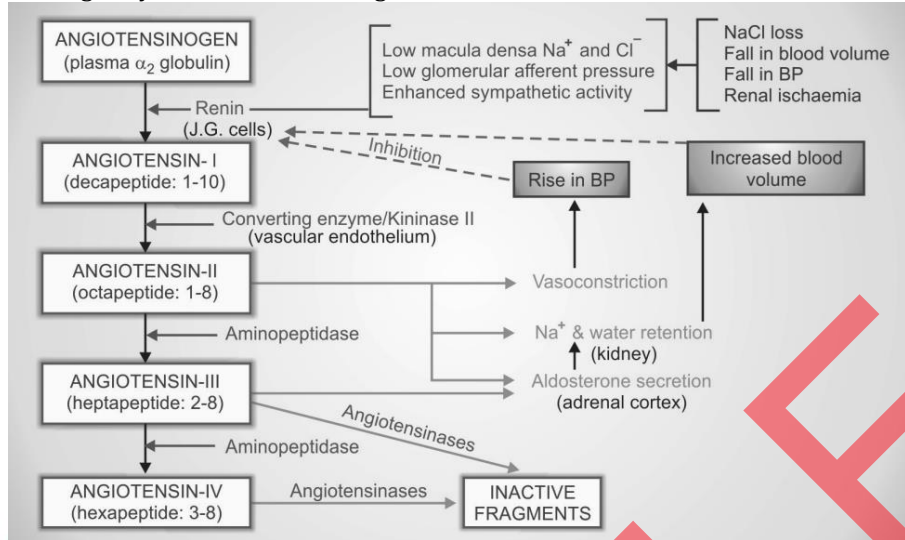 ANGIOTENSINOGEN
(plasma α₂ globulin)
Low macula densa Na⁺ and Cl⁻
Low glomerular afferent pressure
Enhanced sympathetic activity
NaCl loss
Fall in blood volume
Fall in BP
Renal ischaemia
Renin
(J.G. cells)
Inhibition
ANGIOTENSIN- I
(decapeptide: 1-10)
Rise in BP
Increased blood
volume
Converting enzyme/Kininase II
(vascular endothelium)
ANGIOTENSIN-II
(octapeptide: 1-8)
Vasoconstriction
Aminopeptidase
Na⁺ & water retention
(kidney)
ANGIOTENSIN-III
(heptapeptide: 2-8)
Aldosterone secretion
(adrenal cortex)
Angiotensinases
Aminopeptidase
ANGIOTENSIN-IV
(hexapeptide: 3-8)
Angiotensinases
INACTIVE
FRAGMENTS